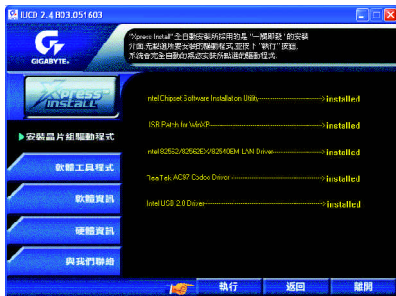 IUCD 2.4 B03.051603
GIGABYTE
"Xpress Install" 全自動安裝所採用的是 "一觸即發" 的安裝
介面,先點選所要安裝的驅動程式,並按下 "執行" 按鈕,
系統會完全自動的為您安裝所點選的驅動程式.
Xpress
INSTALL
Intel Chipset Software Installation Utility installed
USB Patch for WinXP installed
安裝晶片組驅動程式
Intel 82562/82562EX/82540EM LAN Driver installed
軟體工具程式
RealTek AC97 Codec Driver installed
軟體資訊
Intel USB 2.0 Driver installed
硬體資訊
與我們聯絡
執行 返回 離開